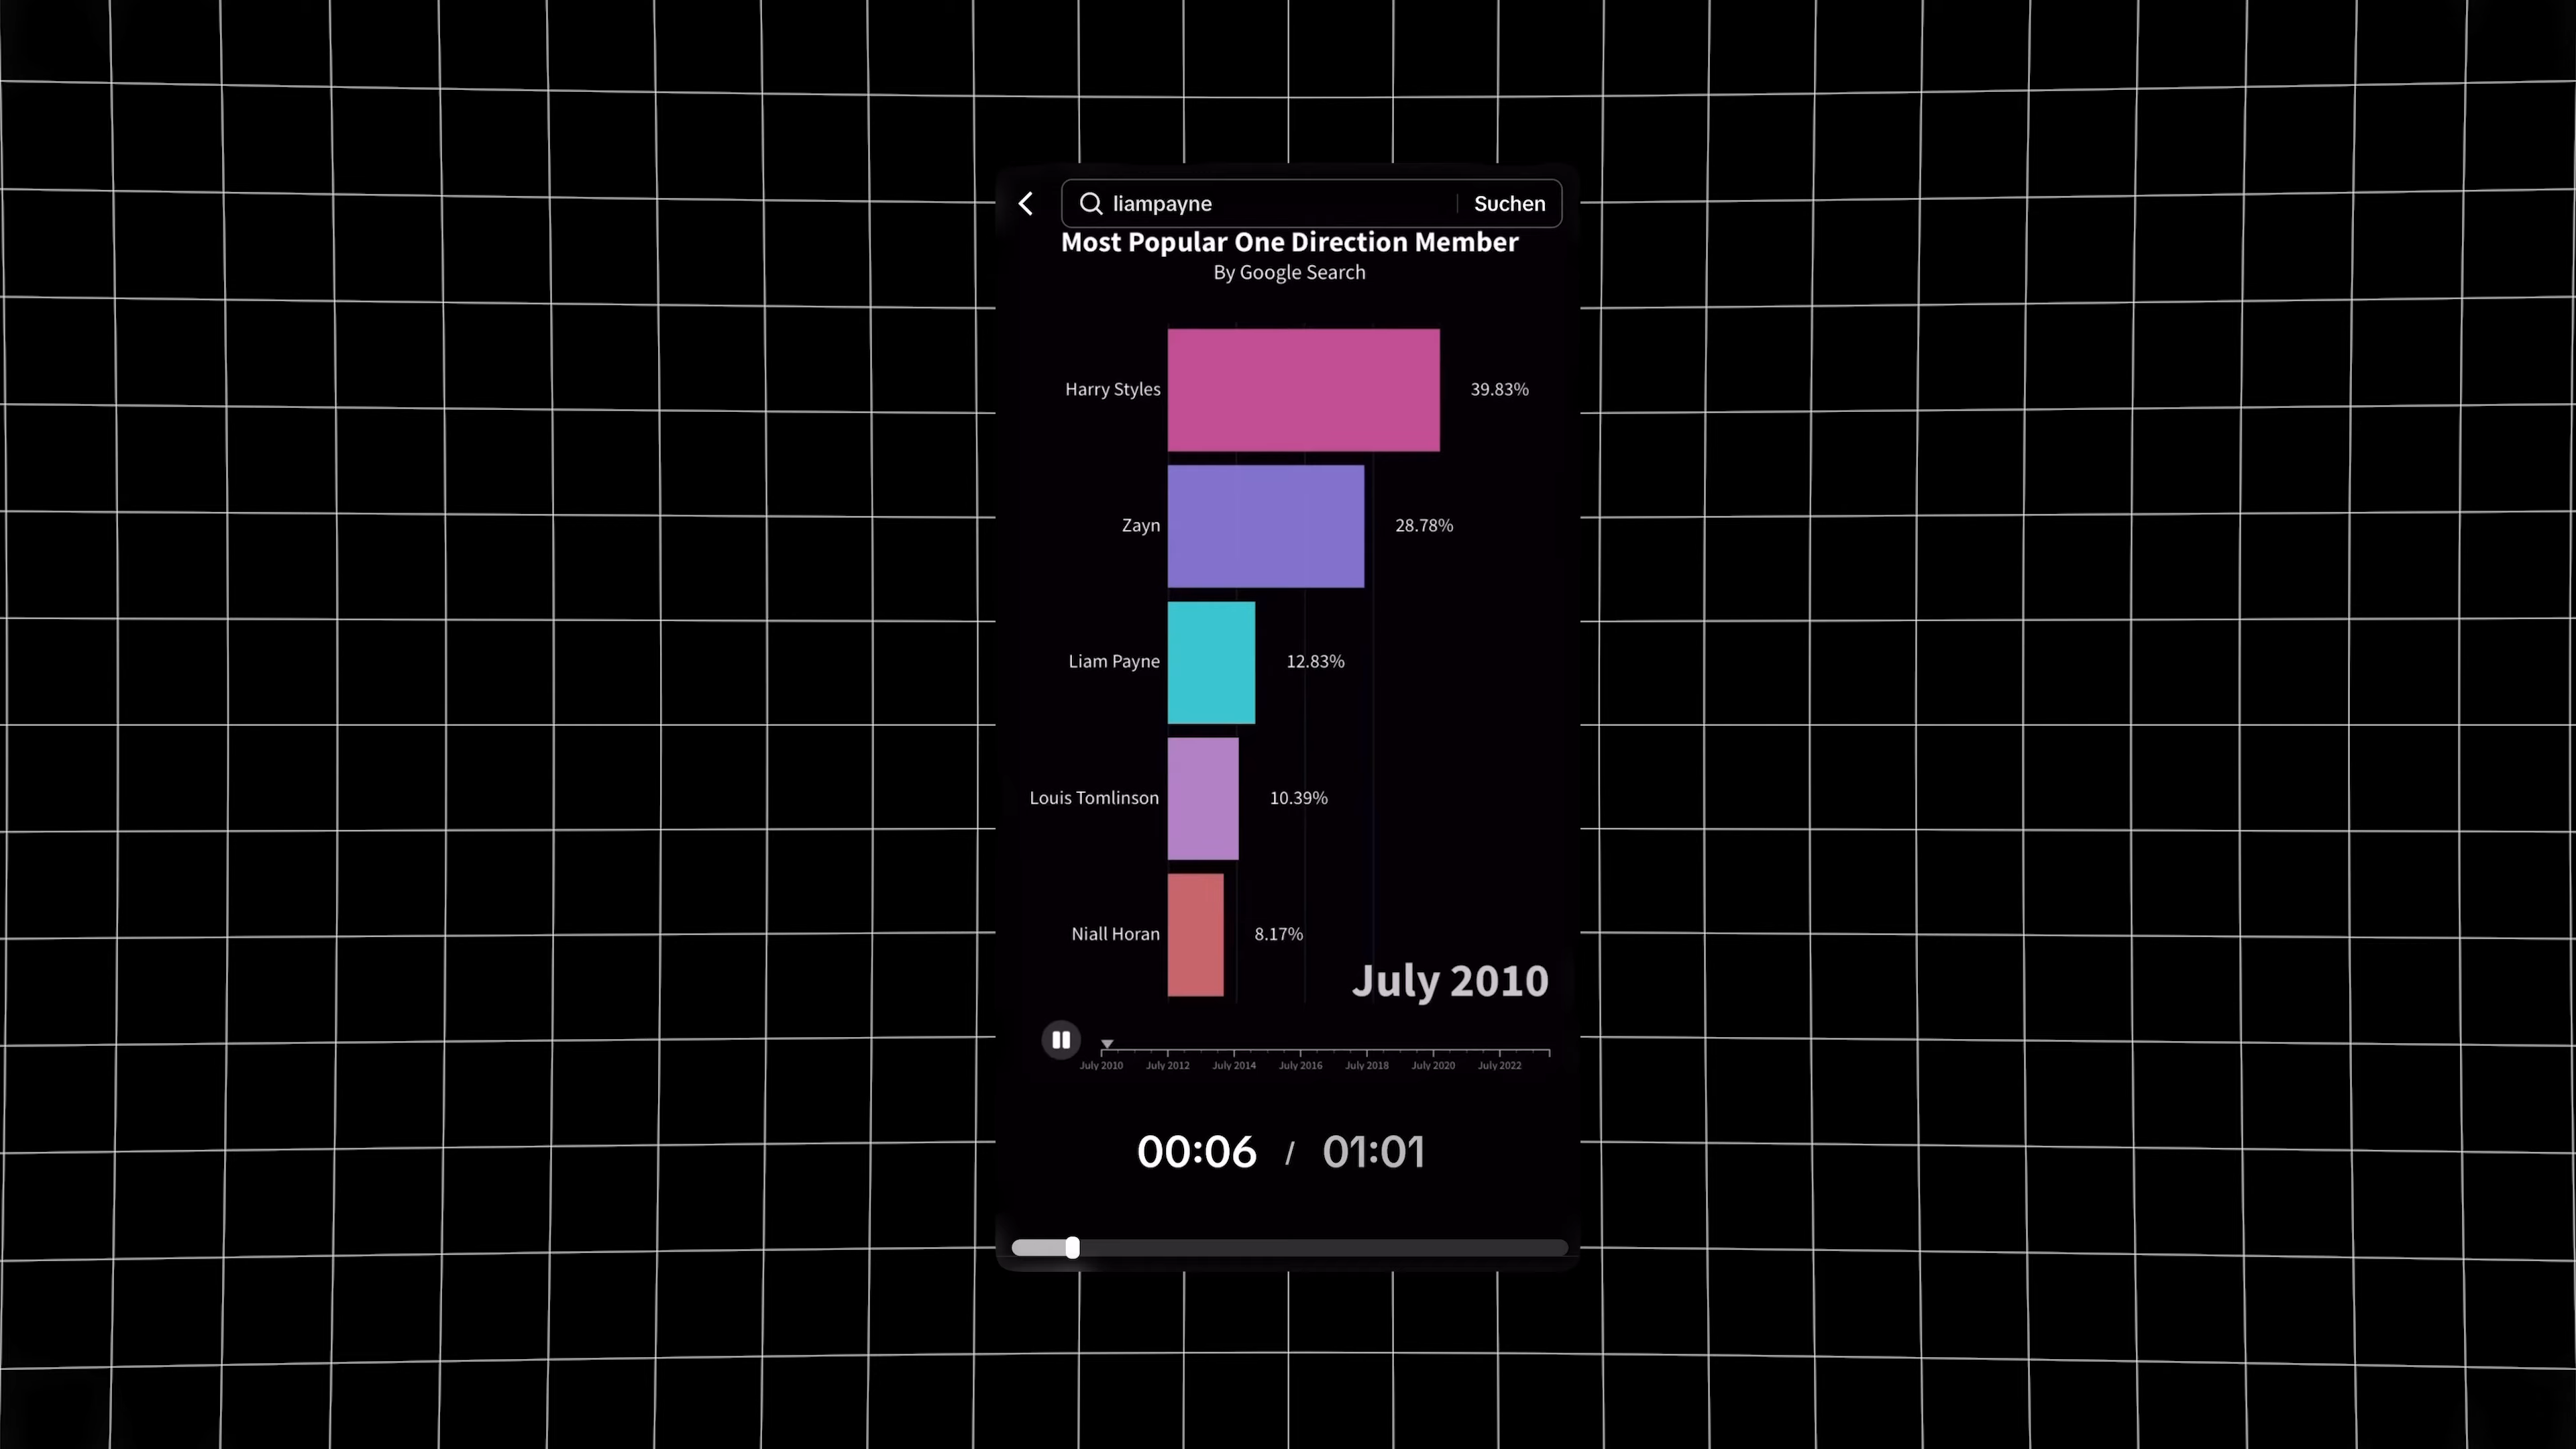 liampayne Suchen
Most Popular One Direction Member
By Google Search
Harry Styles 39.83%
Zayn 28.78%
Liam Payne 12.83%
Louis Tomlinson 10.39%
Niall Horan 8.17%
July 2010
July 2010 July 2012 July 2014 July 2016 July 2018 July 2020 July 2022
00:06 / 01:01